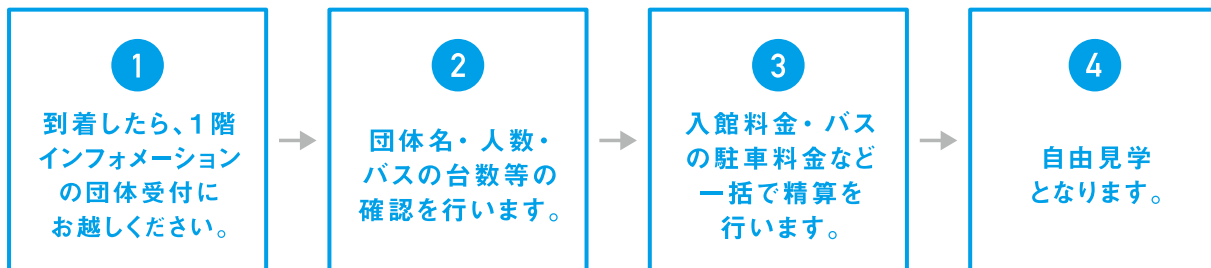 1
到着したら、1階
インフォメーション
の団体受付に
お越しください。
2
団体名・人数・
バスの台数等の
確認を行います。
3
入館料金・バス
の駐車料金など
一括で精算を
行います。
4
自由見学
となります。